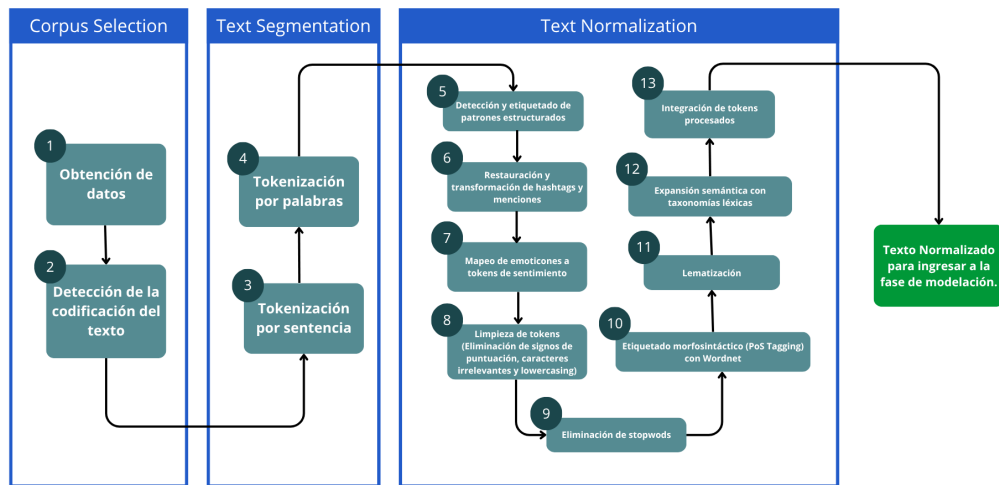 Corpus Selection
1
Obtención de
datos
2
Detección de la
codificación del
texto
Text Segmentation
3
Tokenización
por sentencia
4
Tokenización
por palabras
Text Normalization
5
Detección y etiquetado de
patrones estructurados
6
Restauración y
transformación de hashtags y
menciones
7
Mapeo de emoticones a
tokens de sentimiento
8
Limpieza de tokens
(Eliminación de signos de
puntuación, caracteres
irrelevantes y lowercasing)
9
Eliminación de stopwods
10
Etiquetado morfosintáctico (PoS Tagging)
con Wordnet
11
Lematización
12
Expansión semántica con
taxonomías léxicas
13
Integración de tokens
procesados
Texto Normalizado
para ingresar a la
fase de modelación.